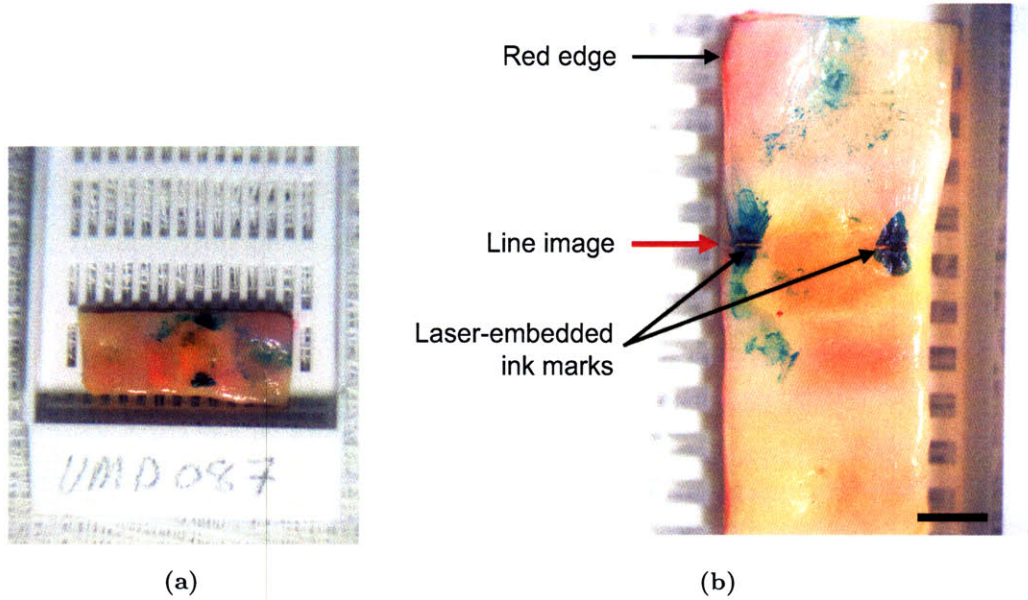 Red edge
Line image
Laser-embedded
ink marks
UMD087
(a)
(b)